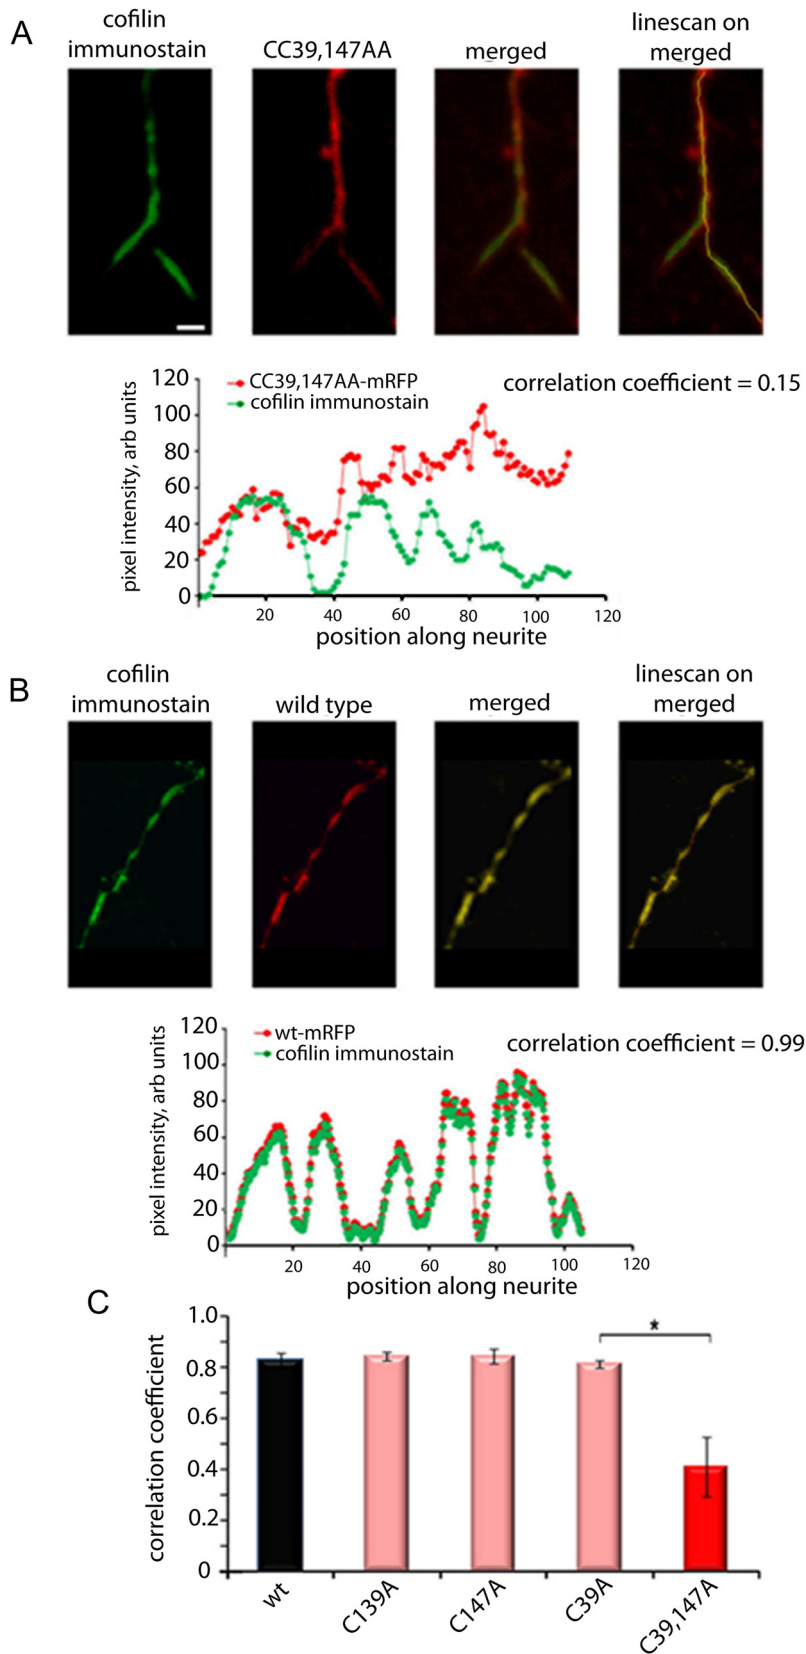 A
cofilin
immunostain
CC39,147AA
merged
linescan on
merged
CC39,147AA-mRFP
cofilin immunostain
correlation coefficient = 0.15
pixel intensity, arb units
120
100
80
60
40
20
0
20 40 60 80 100 120
position along neurite
B
cofilin
immunostain
wild type
merged
linescan on
merged
wt-mRFP
cofilin immunostain
correlation coefficient = 0.99
pixel intensity, arb units
120
100
80
60
40
20
0
20 40 60 80 100 120
position along neurite
C
correlation coefficient
1.0
0.8
0.6
0.4
0.2
0
*
wt
C139A
C147A
C39A
C39,147A